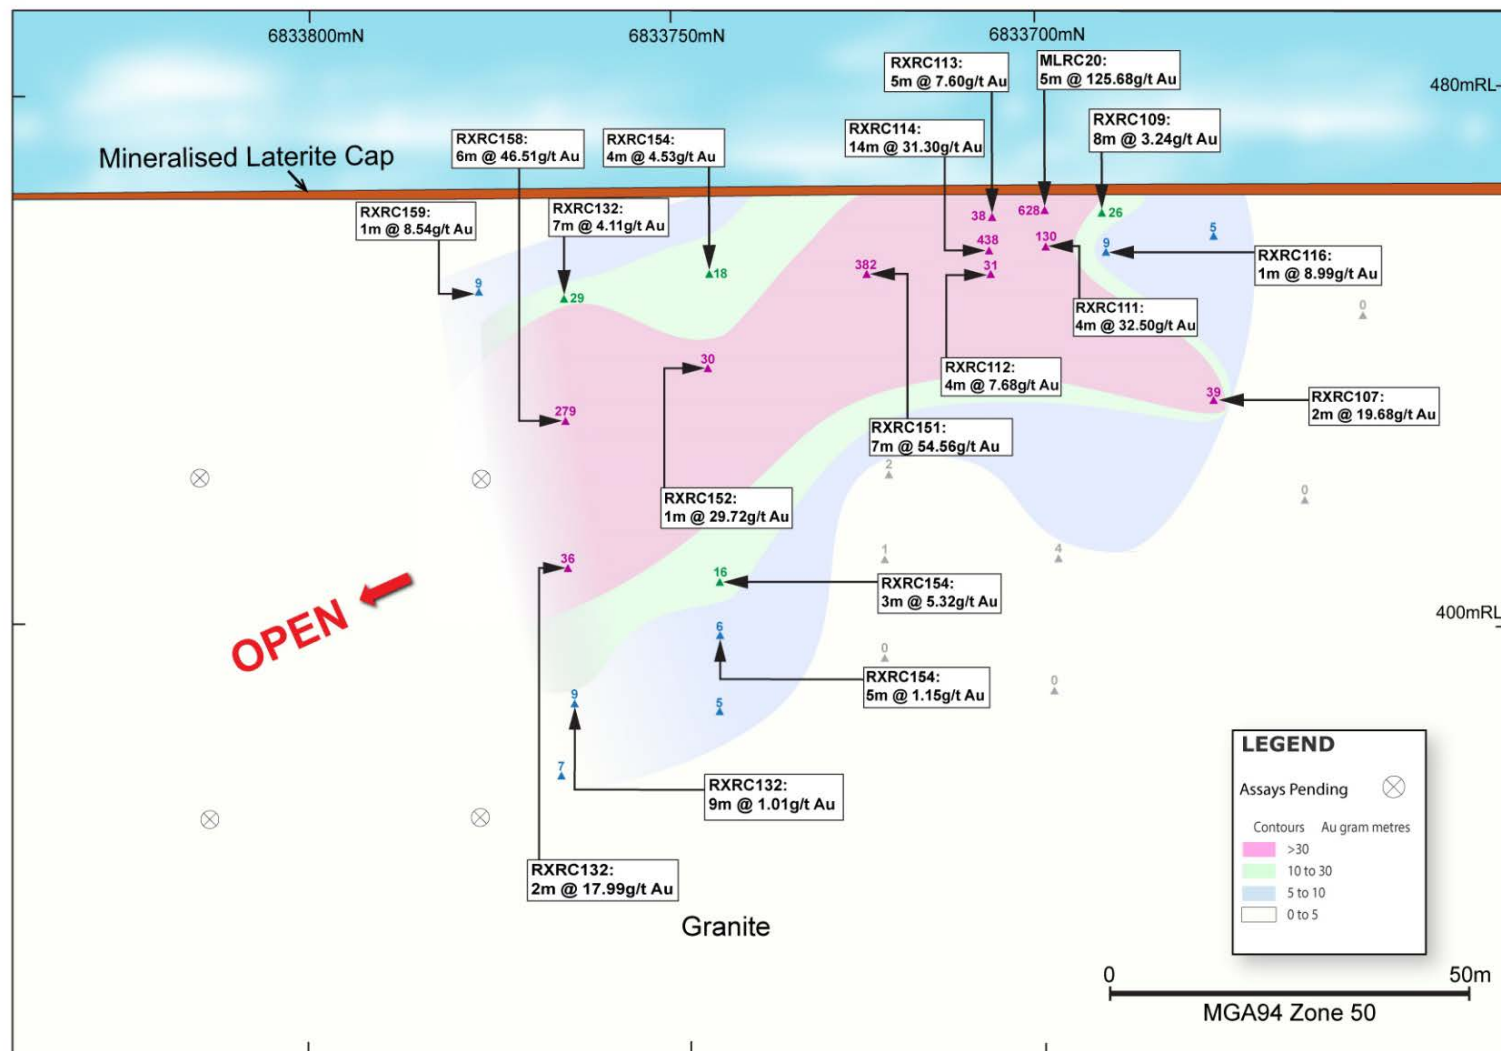 6833800mN
6833750mN
6833700mN
480mRL
RXRC113:
5m @ 7.60g/t Au
MLRC20:
5m @ 125.68g/t Au
RXRC114:
14m @ 31.30g/t Au
RXRC109:
8m @ 3.24g/t Au
RXRC158:
6m @ 46.51g/t Au
RXRC154:
4m @ 4.53g/t Au
Mineralised Laterite Cap
RXRC159:
1m @ 8.54g/t Au
RXRC132:
7m @ 4.11g/t Au
38
628
26
5
438
130
9
RXRC116:
1m @ 8.99g/t Au
382
31
18
9
29
RXRC111:
4m @ 32.50g/t Au
0
30
RXRC112:
4m @ 7.68g/t Au
39
RXRC107:
2m @ 19.68g/t Au
279
RXRC151:
7m @ 54.56g/t Au
2
0
RXRC152:
1m @ 29.72g/t Au
1
4
36
16
RXRC154:
3m @ 5.32g/t Au
OPEN
400mRL
6
0
RXRC154:
5m @ 1.15g/t Au
0
9
5
7
RXRC132:
9m @ 1.01g/t Au
RXRC132:
2m @ 17.99g/t Au
Granite
LEGEND
Assays Pending
Contours Au gram metres
>30
10 to 30
5 to 10
0 to 5
0 50m
MGA94 Zone 50